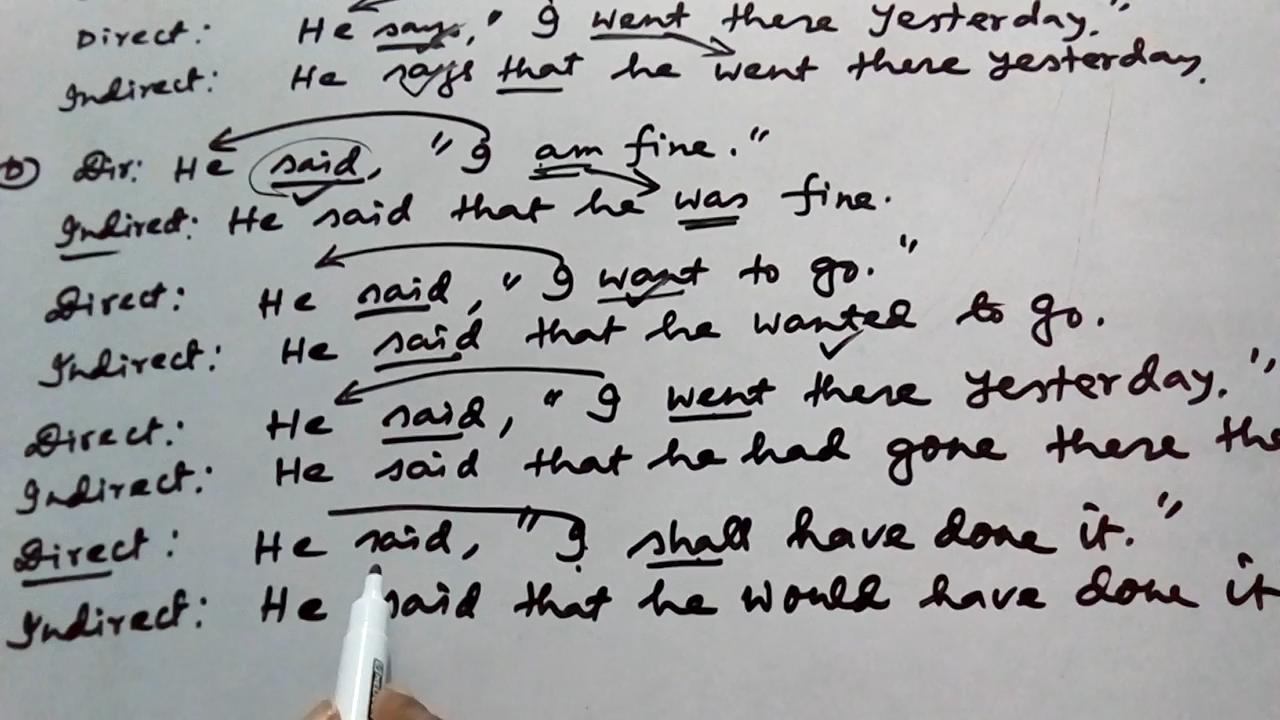 Direct: He says, "I went there yesterday."
Indirect: He says that he went there yesterday.
b) Dir: He said, "I am fine."
Indirect: He said that he was fine.
Direct: He said, "I want to go."
Indirect: He said that he wanted to go.
Direct: He said, "I went there yesterday."
Indirect: He said that he had gone there the
Direct: He said, "I shall have done it."
Indirect: He said that he would have done it